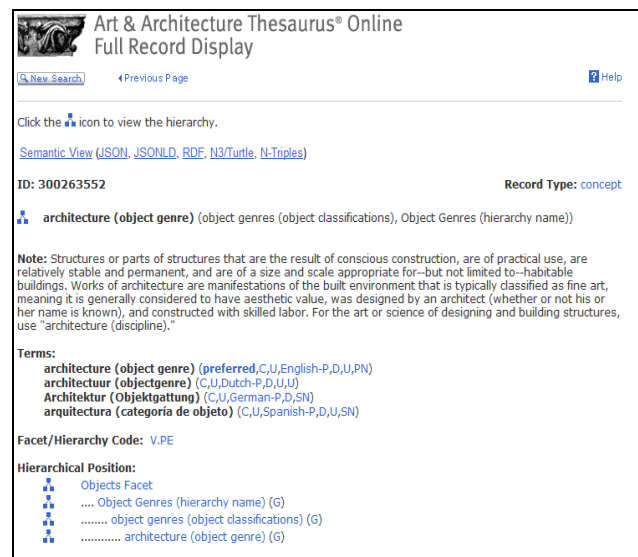 Art & Architecture Thesaurus® Online
Full Record Display
New Search
Previous Page
? Help
Click the icon to view the hierarchy.
Semantic View (JSON, JSONLD, RDF, N3/Turtle, N-Triples)
ID: 300263552
Record Type: concept
architecture (object genre) (object genres (object classifications), Object Genres (hierarchy name))
Note: Structures or parts of structures that are the result of conscious construction, are of practical use, are
relatively stable and permanent, and are of a size and scale appropriate for--but not limited to--habitable
buildings. Works of architecture are manifestations of the built environment that is typically classified as fine art,
meaning it is generally considered to have aesthetic value, was designed by an architect (whether or not his or
her name is known), and constructed with skilled labor. For the art or science of designing and building structures,
use "architecture (discipline)."
Terms:
architecture (object genre) (preferred,C,U,English-P,D,U,PN)
architectuur (objectgenre) (C,U,Dutch-P,D,U,U)
Architektur (Objektgattung) (C,U,German-P,D,SN)
arquitectura (categoría de objeto) (C,U,Spanish-P,D,U,SN)
Facet/Hierarchy Code: V.PE
Hierarchical Position:
Objects Facet
.... Object Genres (hierarchy name) (G)
........ object genres (object classifications) (G)
............ architecture (object genre) (G)